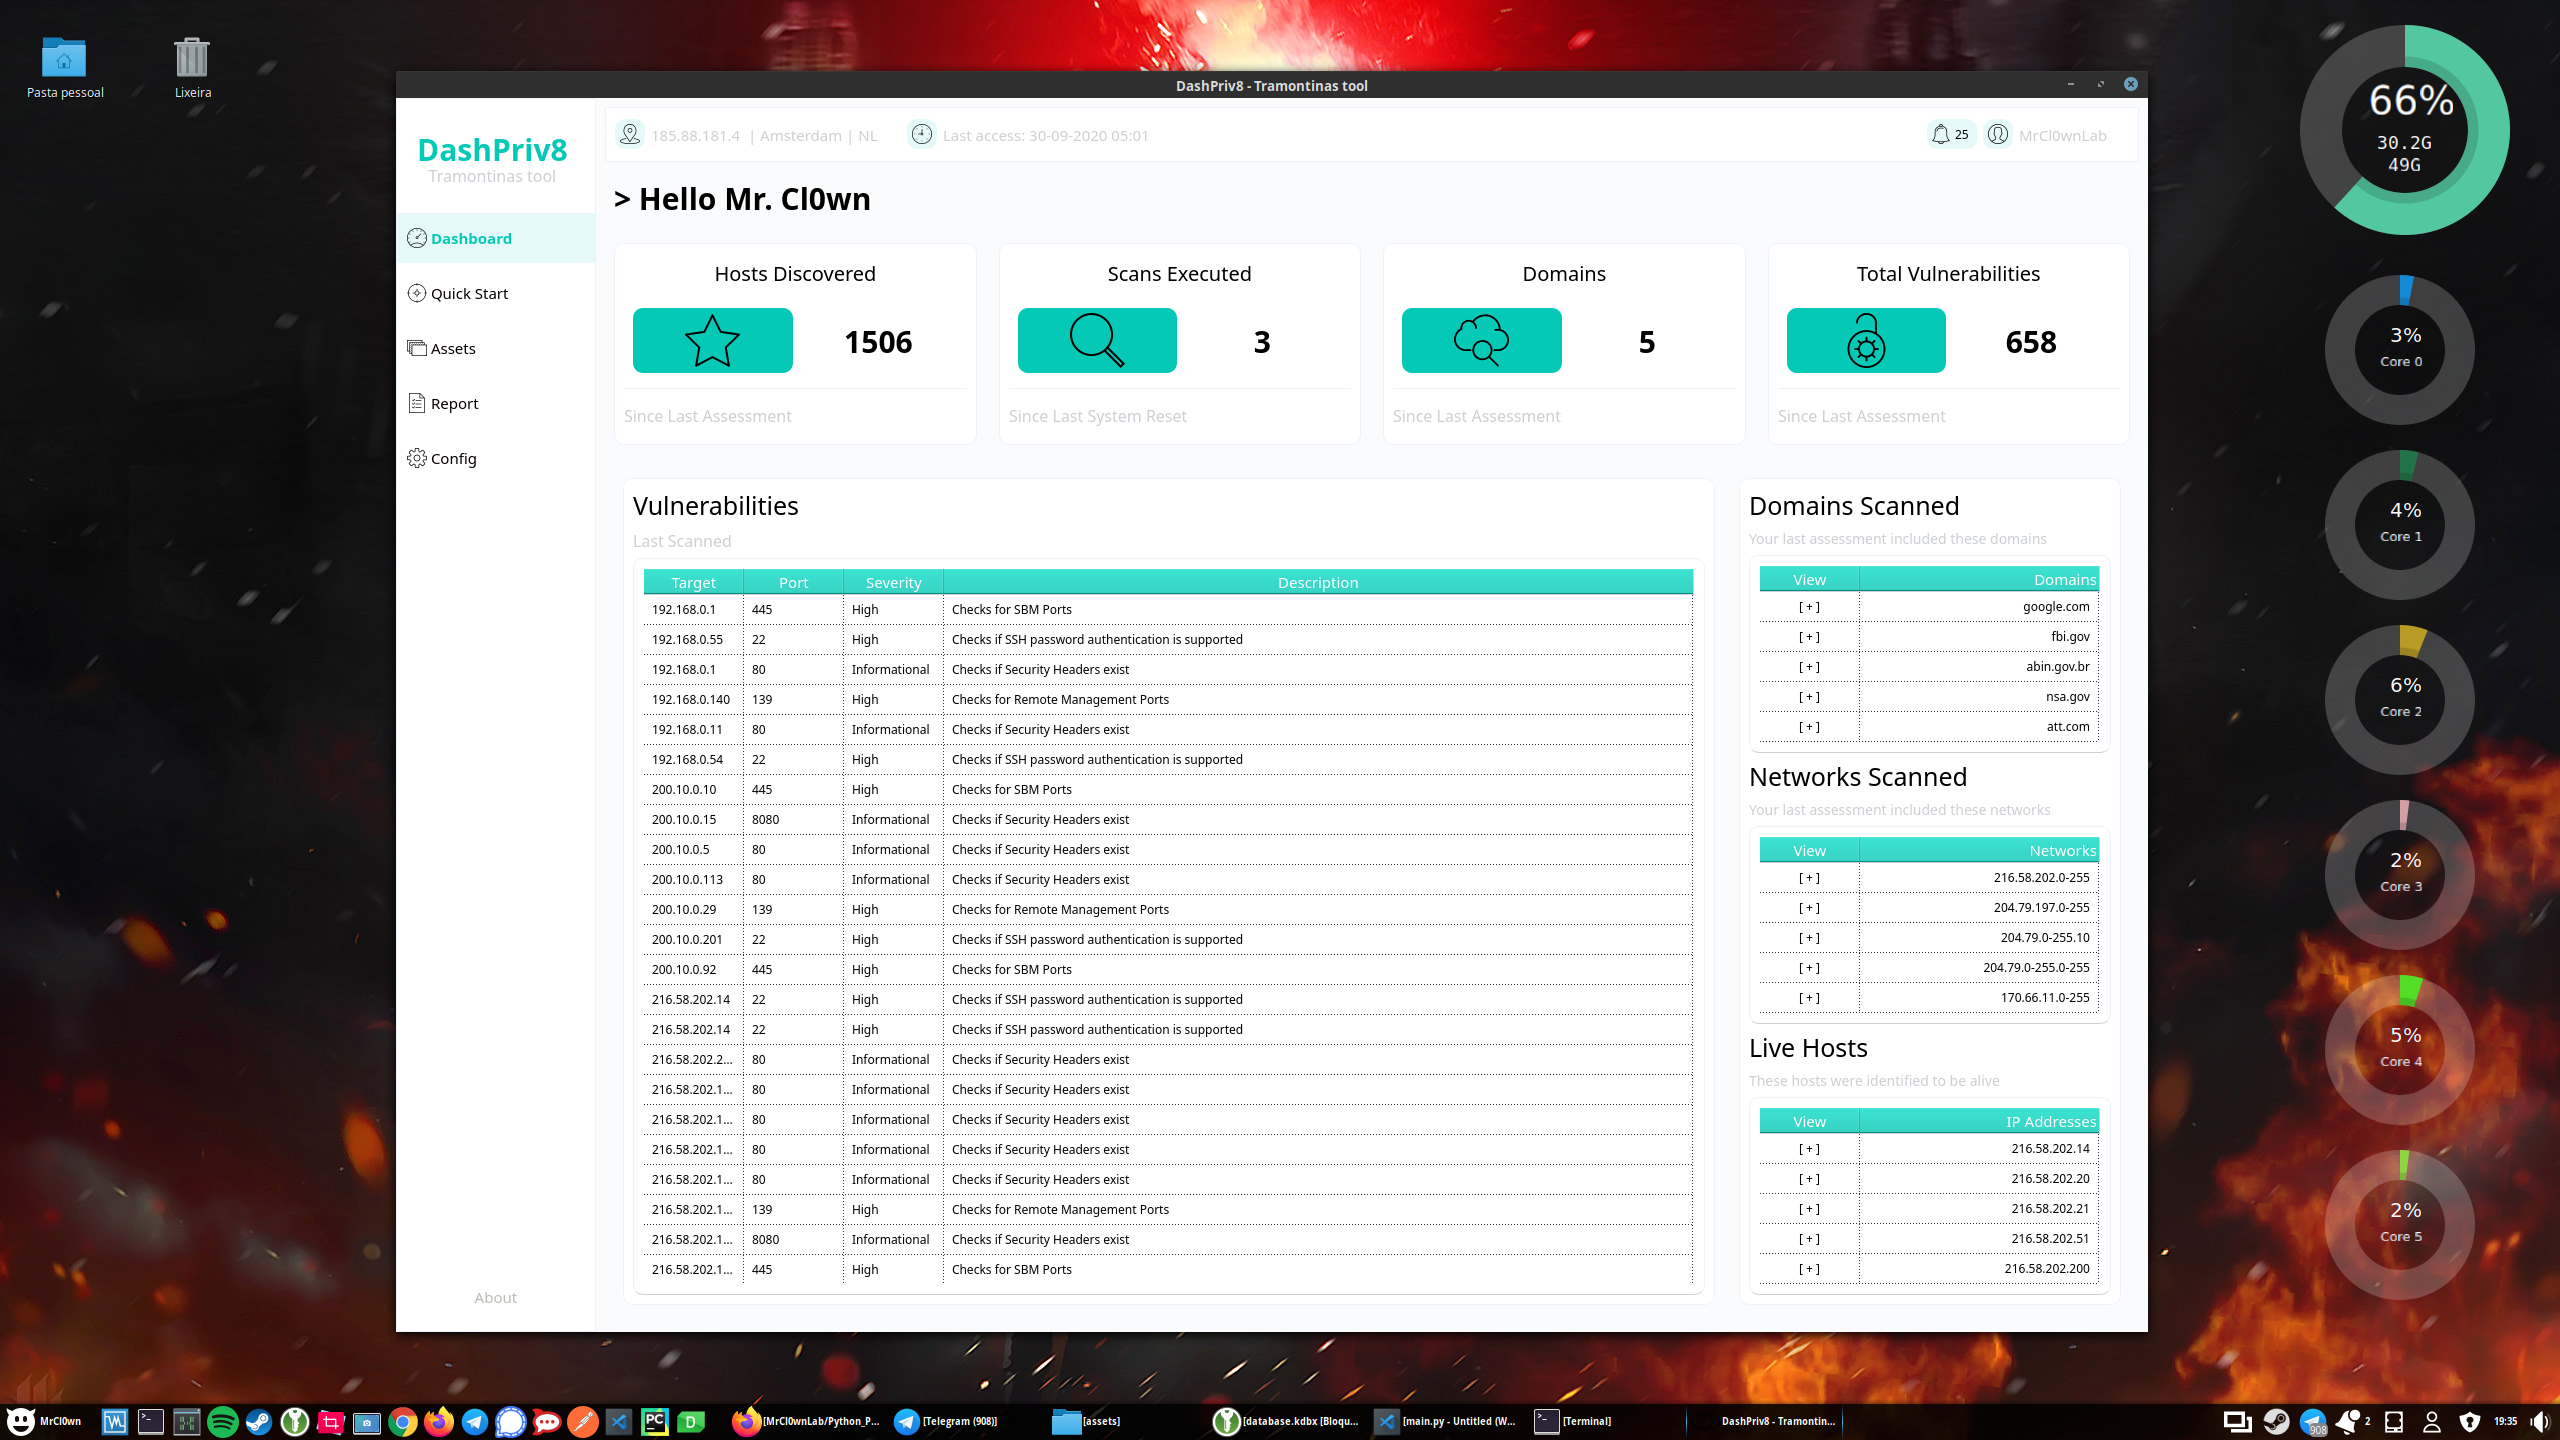 Pasta pessoal
Lixeira
DashPriv8 - Tramontinas tool
DashPriv8
Tramontinas tool
185.88.181.4 | Amsterdam | NL
Last access: 30-09-2020 05:01
25
MrCl0wnLab
> Hello Mr. Cl0wn
Dashboard
Quick Start
Assets
Report
Config
About
Hosts Discovered
1506
Since Last Assessment
Scans Executed
3
Since Last System Reset
Domains
5
Since Last Assessment
Total Vulnerabilities
658
Since Last Assessment
Vulnerabilities
Last Scanned
Target Port Severity Description
192.168.0.1 445 High Checks for SBM Ports
192.168.0.55 22 High Checks if SSH password authentication is supported
192.168.0.1 80 Informational Checks if Security Headers exist
192.168.0.140 139 High Checks for Remote Management Ports
192.168.0.11 80 Informational Checks if Security Headers exist
192.168.0.54 22 High Checks if SSH password authentication is supported
200.10.0.10 445 High Checks for SBM Ports
200.10.0.15 8080 Informational Checks if Security Headers exist
200.10.0.5 80 Informational Checks if Security Headers exist
200.10.0.113 80 Informational Checks if Security Headers exist
200.10.0.29 139 High Checks for Remote Management Ports
200.10.0.201 22 High Checks if SSH password authentication is supported
200.10.0.92 445 High Checks for SBM Ports
216.58.202.14 22 High Checks if SSH password authentication is supported
216.58.202.14 22 High Checks if SSH password authentication is supported
216.58.202.2... 80 Informational Checks if Security Headers exist
216.58.202.1... 80 Informational Checks if Security Headers exist
216.58.202.1... 80 Informational Checks if Security Headers exist
216.58.202.1... 80 Informational Checks if Security Headers exist
216.58.202.1... 80 Informational Checks if Security Headers exist
216.58.202.1... 139 High Checks for Remote Management Ports
216.58.202.1... 8080 Informational Checks if Security Headers exist
216.58.202.1... 445 High Checks for SBM Ports
Domains Scanned
Your last assessment included these domains
View Domains
[ + ] google.com
[ + ] fbi.gov
[ + ] abin.gov.br
[ + ] nsa.gov
[ + ] att.com
Networks Scanned
Your last assessment included these networks
View Networks
[ + ] 216.58.202.0-255
[ + ] 204.79.197.0-255
[ + ] 204.79.0-255.10
[ + ] 204.79.0-255.0-255
[ + ] 170.66.11.0-255
Live Hosts
These hosts were identified to be alive
View IP Addresses
[ + ] 216.58.202.14
[ + ] 216.58.202.20
[ + ] 216.58.202.21
[ + ] 216.58.202.51
[ + ] 216.58.202.200
66%
30.2G
49G
3%
Core 0
4%
Core 1
6%
Core 2
2%
Core 3
5%
Core 4
2%
Core 5
MrCl0wn
PC
D
[MrCl0wnLab/Python_P...
[Telegram (908)]
[assets]
[database.kdbx [Bloqu...
[main.py - Untitled (W...
[Terminal]
DashPriv8 - Tramontin...
908
2
19:35